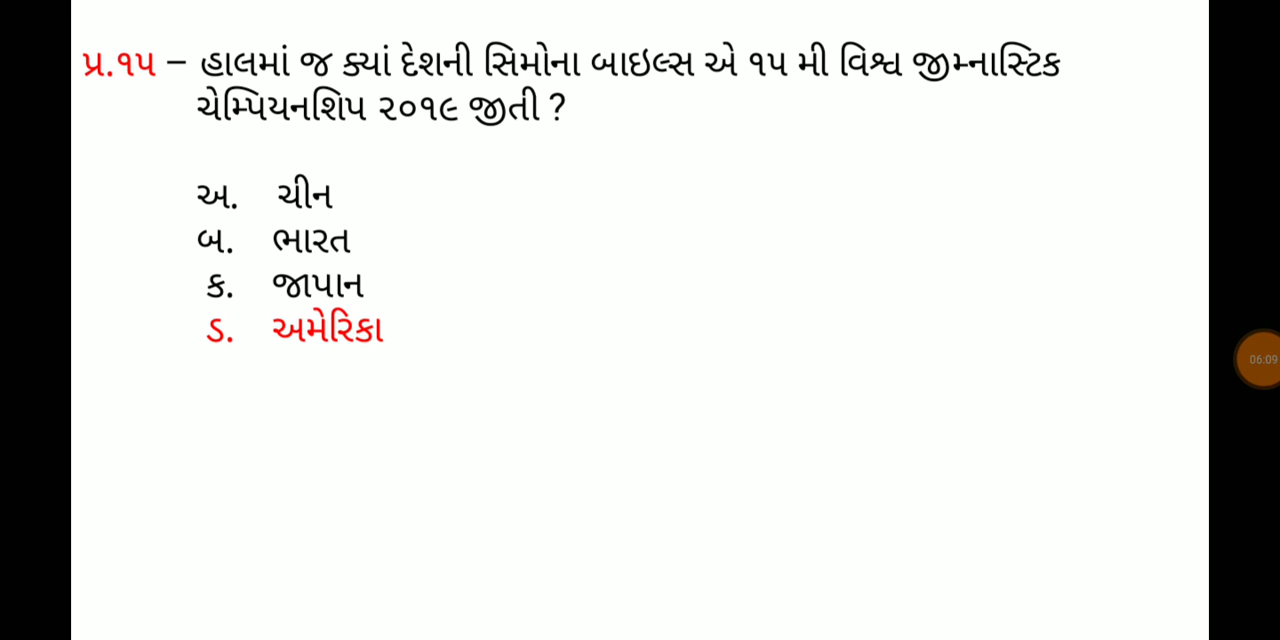 પ્ર.૧૫ – હાલમાં જ ક્યાં દેશની સિમોના બાઇલ્સ એ ૧૫ મી વિશ્વ જીમ્નાસ્ટિક
ચેમ્પિયનશિપ ૨૦૧૯ જીતી ?
અ. ચીન
બ. ભારત
ક. જાપાન
ડ. અમેરિકા
06:09